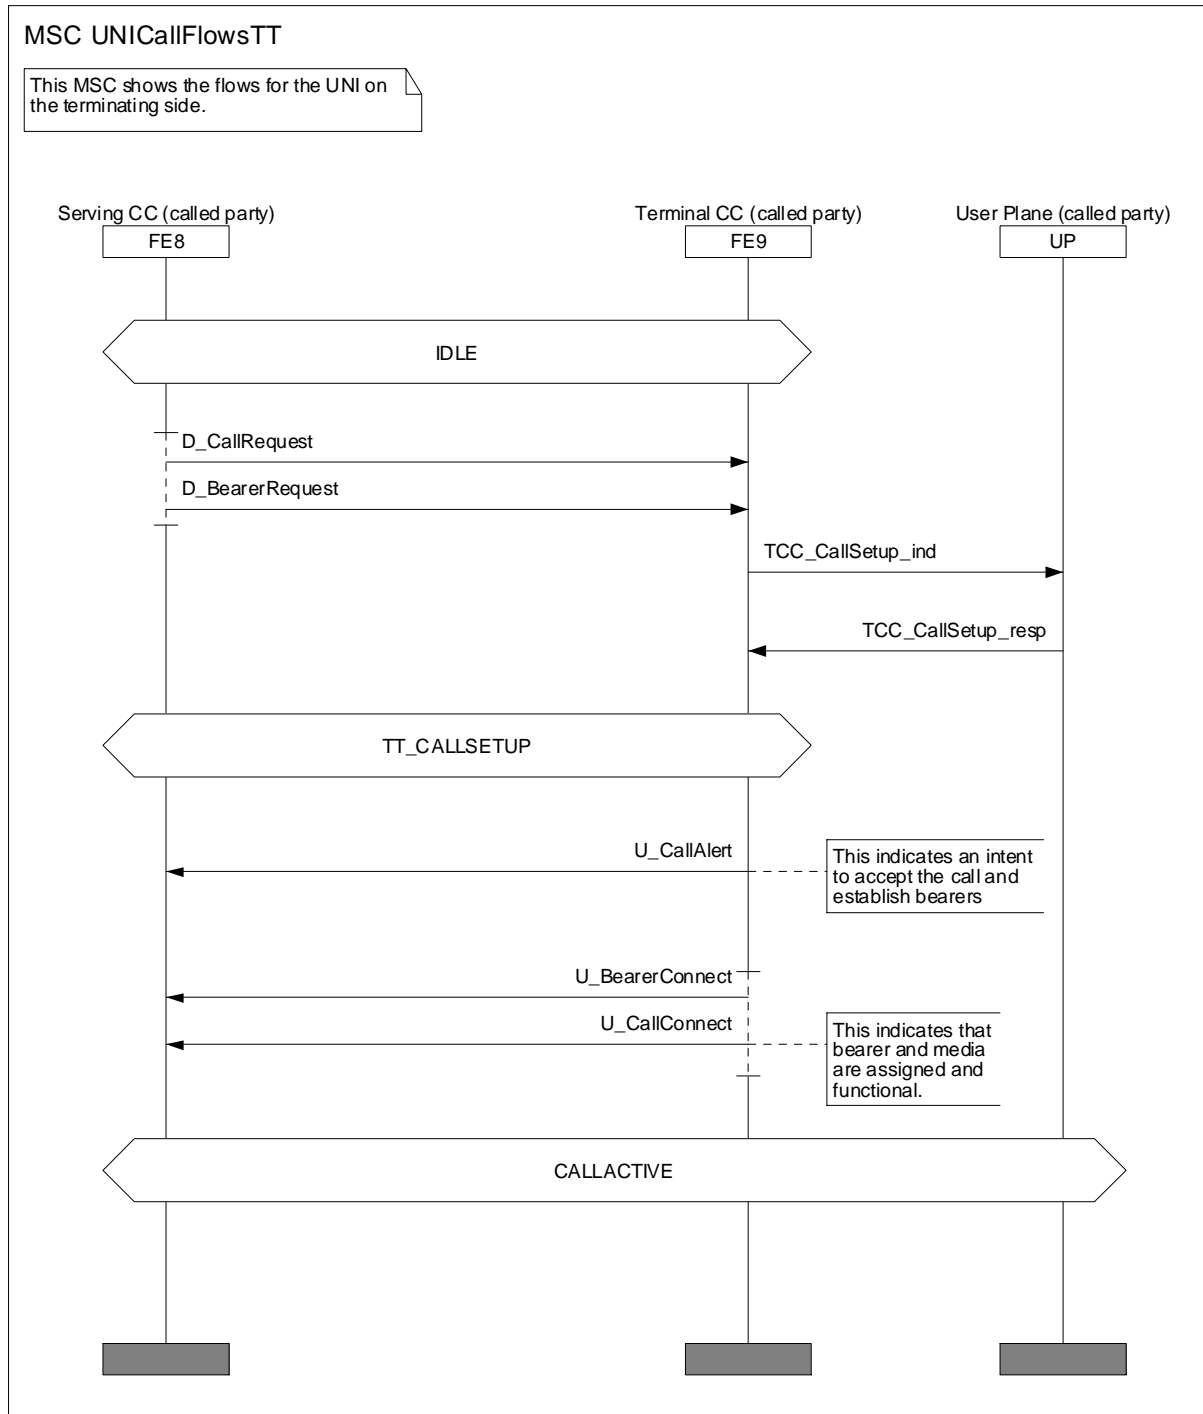 MSC UNICallFlowsTT
This MSC shows the flows for the UNI on
the terminating side.
Serving CC (called party)
Terminal CC (called party)
User Plane (called party)
FE8
FE9
UP
IDLE
D_CallRequest
D_BearerRequest
TCC_CallSetup_ind
TCC_CallSetup_resp
TT_CALLSETUP
U_CallAlert
This indicates an intent
to accept the call and
establish bearers
U_BearerConnect
U_CallConnect
This indicates that
bearer and media
are assigned and
functional.
CALLACTIVE